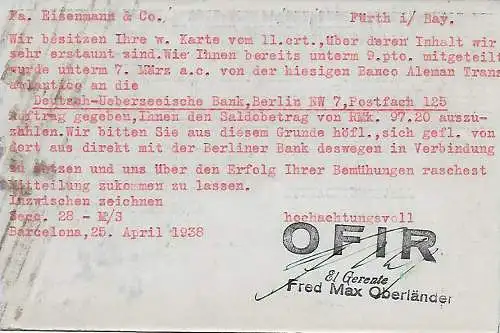 Fa. Eisenmann & Co. Fürth i/ Bay.
Wir besitzen Ihre w. Karte vom 11.crt., über deren Inhalt wir
sehr erstaunt sind.Wie Ihnen bereits unterm 9.pto. mitgeteilt
wurde unterm 7. März a.c. von der hiesigen Banco Aleman Trans
atlantico an die
Deutsch-Ueberzeeische Bank,Berlin NW 7,Postfach 125
Auftrag gegeben,Ihnen den Saldobetrag von RMk. 97.20 auszu-
zahlen.Wir bitten Sie aus diesem Grunde höfl.,sich gefl. von
dort aus direkt mit der Berliner Bank deswegen in Verbindung
zu setzen und uns über den Erfolg Ihrer Bemühungen raschest
Mitteilung zukommen zu lassen.
Inzwischen zeichnen
Secc. 28.- M/S hochachtungsvoll
Barcelona, 25. April 1938
OFIR
El Gerente
Fred Max Oberländer